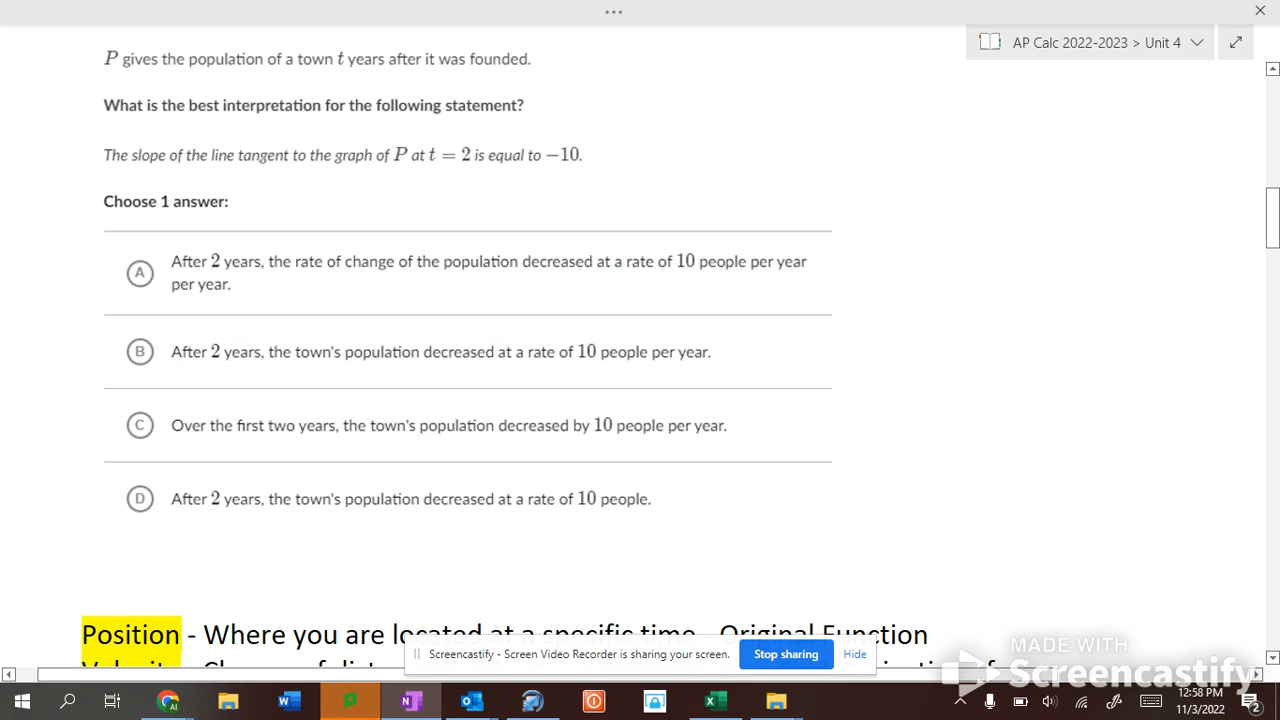 AP Calc 2022-2023 > Unit 4
P gives the population of a town t years after it was founded.
What is the best interpretation for the following statement?
The slope of the line tangent to the graph of P at t = 2 is equal to −10.
Choose 1 answer:
A After 2 years, the rate of change of the population decreased at a rate of 10 people per year
per year.
B After 2 years, the town's population decreased at a rate of 10 people per year.
C Over the first two years, the town's population decreased by 10 people per year.
D After 2 years, the town's population decreased at a rate of 10 people.
Position - Where you are located at a specific time Original Function
Screencastify - Screen Video Recorder is sharing your screen. Stop sharing Hide
MADE WITH
Screencastify
12:58 PM
11/3/2022
2